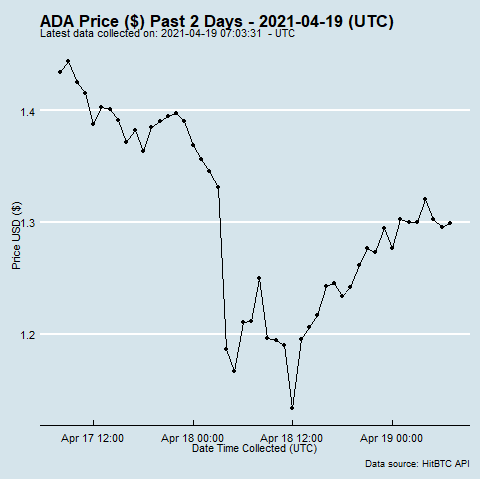 ADA Price ($) Past 2 Days - 2021-04-19 (UTC)
Latest data collected on: 2021-04-19 07:03:31 - UTC
1.4
1.3
1.2
Price USD ($)
Apr 17 12:00
Apr 18 00:00
Apr 18 12:00
Apr 19 00:00
Date Time Collected (UTC)
Data source: HitBTC API